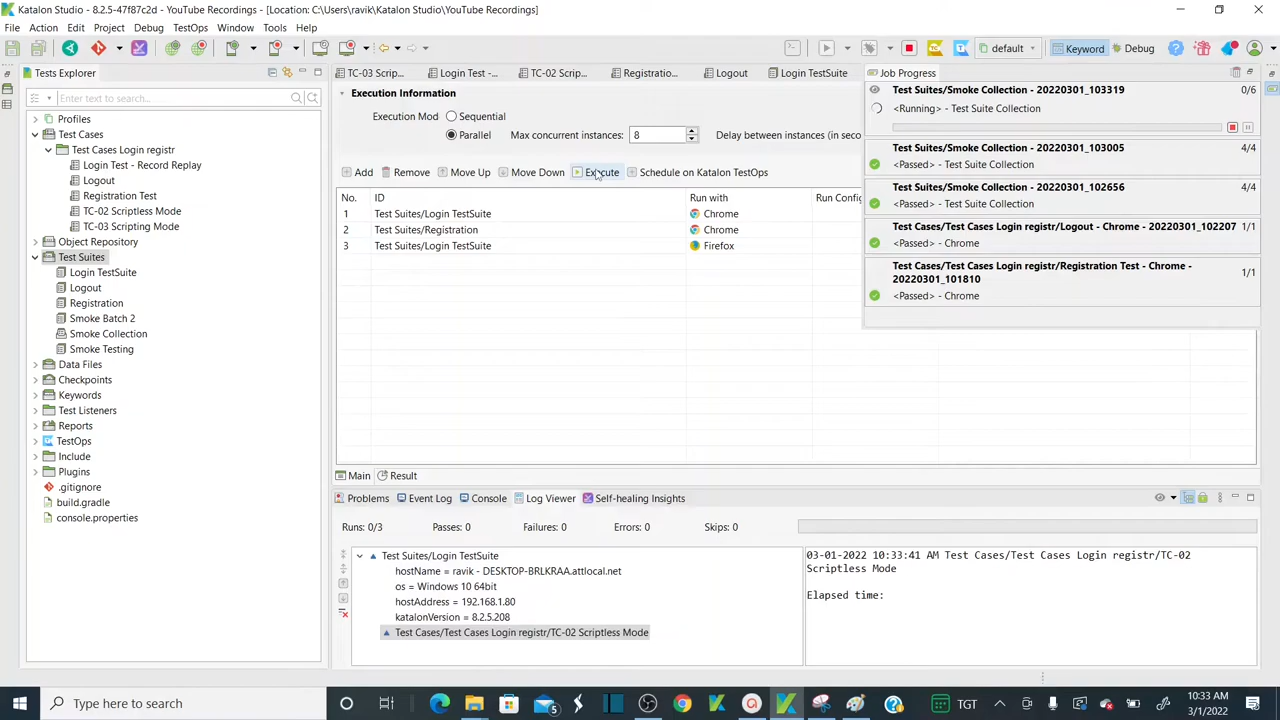 Katalon Studio - 8.2.5-47f87c2d - YouTube Recordings - [Location: C:\Users\ravik\Katalon Studio\YouTube Recordings]
File Action Edit Project Debug TestOps Window Tools Help
default Keyword Debug
Tests Explorer
Enter text to search...
Profiles
Test Cases
Test Cases Login registr
Login Test - Record Replay
Logout
Registration Test
TC-02 Scriptless Mode
TC-03 Scripting Mode
Object Repository
Test Suites
Login TestSuite
Logout
Registration
Smoke Batch 2
Smoke Collection
Smoke Testing
Data Files
Checkpoints
Keywords
Test Listeners
Reports
TestOps
Include
Plugins
.gitignore
build.gradle
console.properties
TC-03 Scrip... Login Test -... TC-02 Scrip... Registratio... Logout Login TestSuite
Execution Information
Execution Mod Sequential
Parallel Max concurrent instances: 8 Delay between instances (in seco
Add Remove Move Up Move Down Execute Schedule on Katalon TestOps
No. ID Run with Run Config
1 Test Suites/Login TestSuite Chrome
2 Test Suites/Registration Chrome
3 Test Suites/Login TestSuite Firefox
Job Progress
Test Suites/Smoke Collection - 20220301_103319 0/6
<Running> - Test Suite Collection
Test Suites/Smoke Collection - 20220301_103005 4/4
<Passed> - Test Suite Collection
Test Suites/Smoke Collection - 20220301_102656 4/4
<Passed> - Test Suite Collection
Test Cases/Test Cases Login registr/Logout - Chrome - 20220301_102207 1/1
<Passed> - Chrome
Test Cases/Test Cases Login registr/Registration Test - Chrome - 1/1
20220301_101810
<Passed> - Chrome
Main Result
Problems Event Log Console Log Viewer Self-healing Insights
Runs: 0/3 Passes: 0 Failures: 0 Errors: 0 Skips: 0
Test Suites/Login TestSuite
hostName = ravik - DESKTOP-BRLKRAA.attlocal.net
os = Windows 10 64bit
hostAddress = 192.168.1.80
katalonVersion = 8.2.5.208
Test Cases/Test Cases Login registr/TC-02 Scriptless Mode
03-01-2022 10:33:41 AM Test Cases/Test Cases Login registr/TC-02
Scriptless Mode
Elapsed time:
Type here to search
5
TGT
10:33 AM
3/1/2022